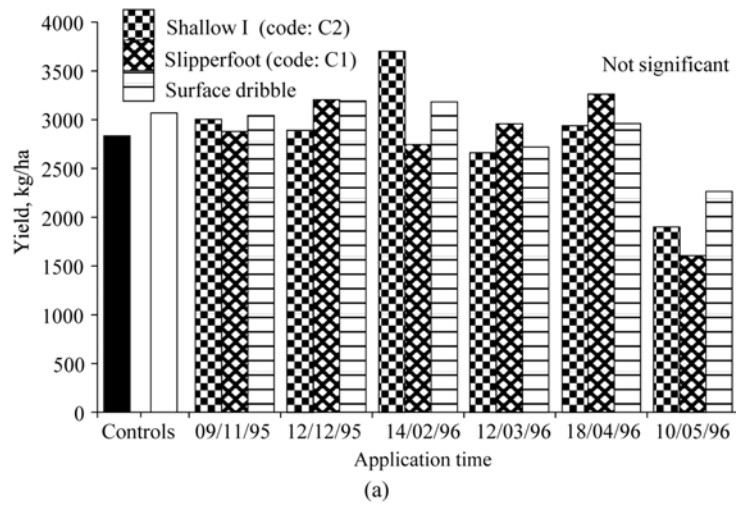 4000
3500
3000
2500
2000
1500
1000
500
0
Yield, kg/ha
Shallow I (code: C2)
Slipperfoot (code: C1)
Surface dribble
Not significant
Controls 09/11/95 12/12/95 14/02/96 12/03/96 18/04/96 10/05/96
Application time
(a)